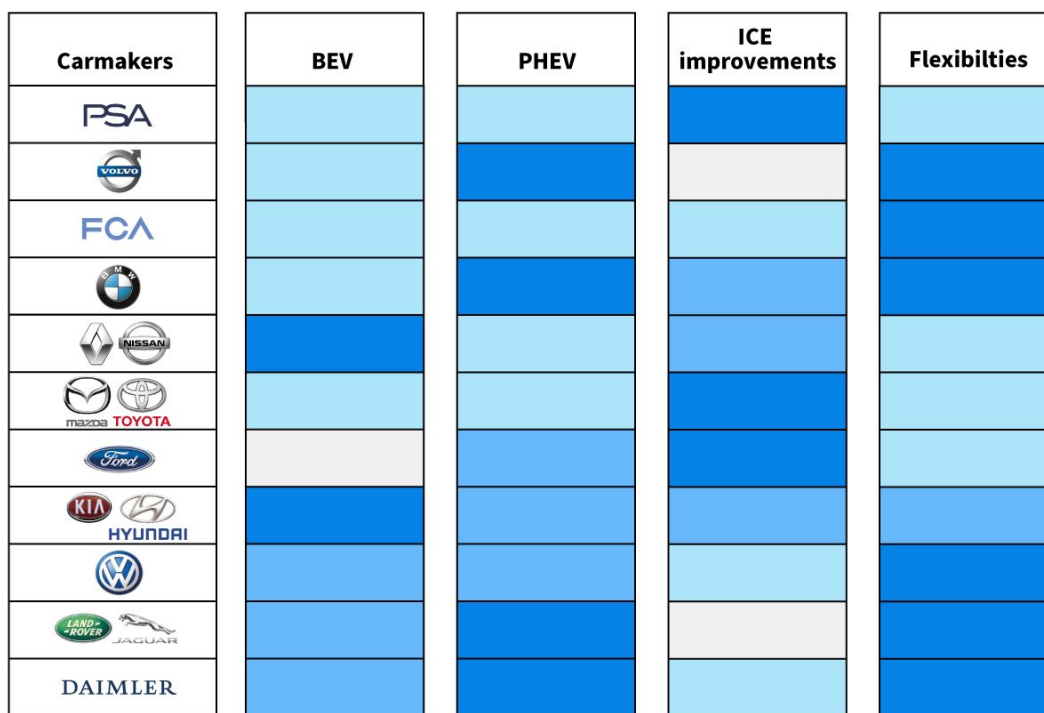 Carmakers BEV PHEV ICE improvements Flexibilties
PSA
VOLVO
FCA
BMW
NISSAN
mazda TOYOTA
Ford
KIA
HYUNDAI
VW
LAND-
-ROVER
JAGUAR
DAIMLER